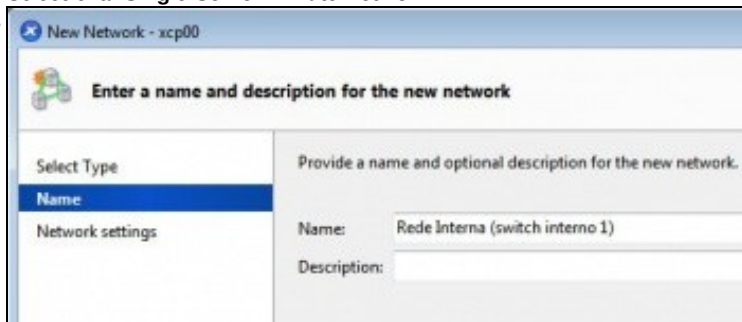 New Network - xcp00
Enter a name and description for the new network
Select Type
Provide a name and optional description for the new network.
Name
Network settings
Name: Rede Interna (switch interno 1)
Description: